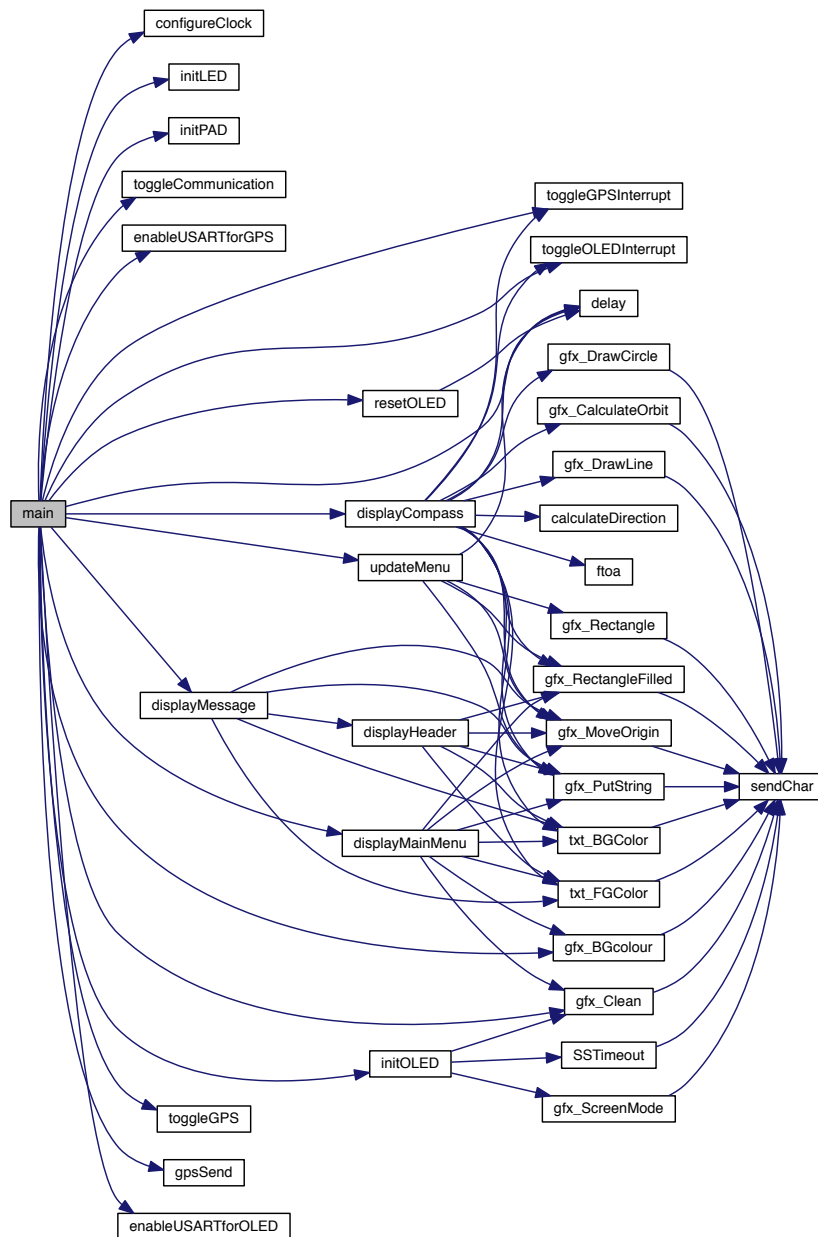 configureClock
initLED
initPAD
toggleCommunication
toggleGPSInterrupt
enableUSARTforGPS
toggleOLEDInterrupt
delay
gfx_DrawCircle
resetOLED
gfx_CalculateOrbit
gfx_DrawLine
main
displayCompass
calculateDirection
updateMenu
ftoa
gfx_Rectangle
gfx_RectangleFilled
displayMessage
displayHeader
gfx_MoveOrigin
gfx_PutString
sendChar
displayMainMenu
txt_BGColor
txt_FGColor
gfx_BGcolour
gfx_Clean
initOLED
SSTimeout
gfx_ScreenMode
toggleGPS
gpsSend
enableUSARTforOLED